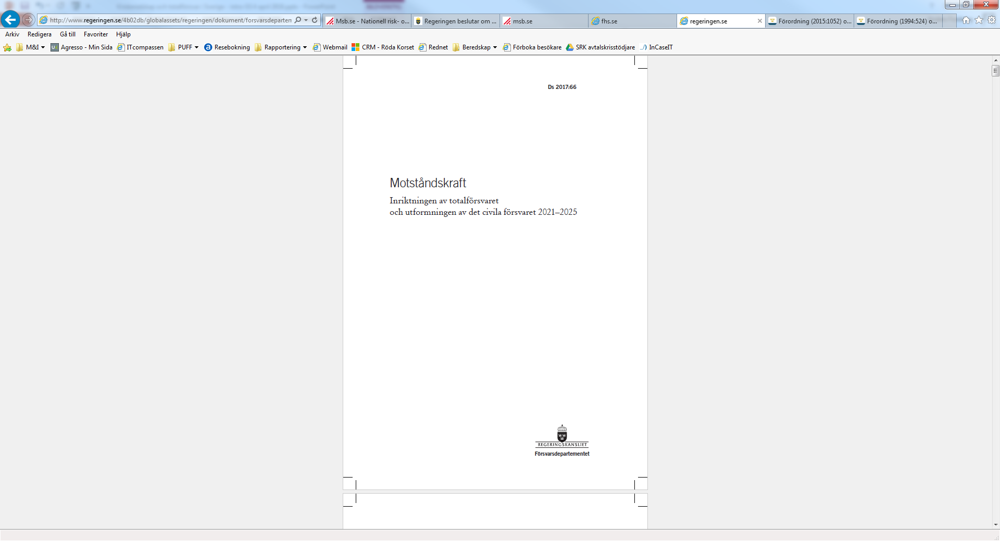 http://www.regeringen.se/4b02db/globalassets/regeringen/dokument/forsvarsdeparten
Msb.se - Nationell risk- o...
Regeringen beslutar om ...
msb.se
fhs.se
regeringen.se
Förordning (2015:1052) o...
Förordning (1994:524) o...
Arkiv Redigera Gå till Favoriter Hjälp
M&I Agresso - Min Sida ITcompassen PUFF Resebokning Rapportering Webmail CRM - Röda Korset Rednet Beredskap Förboka besökare SRK avtalskrisstödjare InCaseIT
Ds 2017:66
Motståndskraft
Inriktningen av totalförsvaret
och utformningen av det civila försvaret 2021–2025
REGERINGSKANSLIET
Försvarsdepartementet